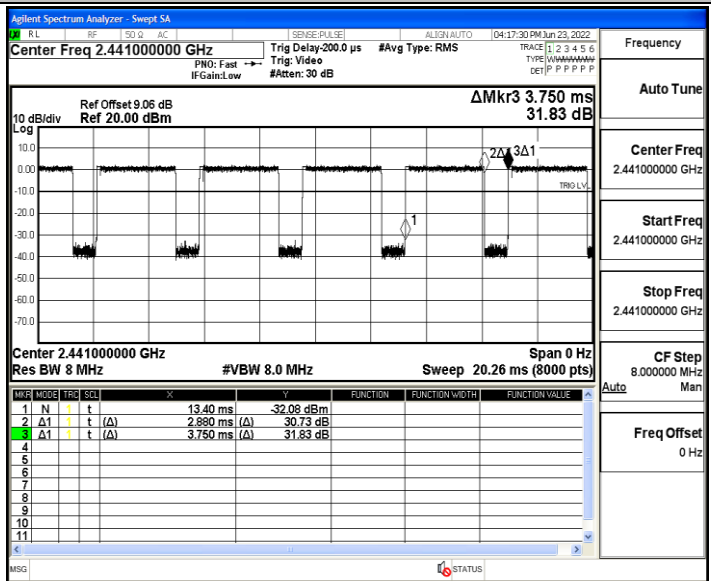 Agilent Spectrum Analyzer - Swept SA
LXI RL RF 50 Ω AC SENSE:PULSE ALIGN AUTO 04:17:30 PM Jun 23, 2022
Center Freq 2.441000000 GHz
PNO: Fast
IFGain:Low
Trig Delay-200.0 µs
Trig: Video
#Atten: 30 dB
#Avg Type: RMS
TRACE 1 2 3 4 5 6
TYPE WWWWWW
DET P P P P P P
ΔMkr3 3.750 ms
31.83 dB
Ref Offset 9.06 dB
10 dB/div Ref 20.00 dBm
Log
10.0
0.00
-10.0
-20.0
-30.0
-40.0
-50.0
-60.0
-70.0
3Δ1
TRIG LVL
1
Center 2.441000000 GHz Span 0 Hz
Res BW 8 MHz #VBW 8.0 MHz Sweep 20.26 ms (8000 pts)
MKR MODE TRC SCL X Y FUNCTION FUNCTION WIDTH FUNCTION VALUE
1 N 1 t 13.40 ms -32.08 dBm
2 Δ1 1 t (Δ) 2.880 ms (Δ) 30.73 dB
3 Δ1 1 t (Δ) 3.750 ms (Δ) 31.83 dB
4
5
6
7
8
9
10
11
MSG STATUS
Frequency
Auto Tune
Center Freq
2.441000000 GHz
Start Freq
2.441000000 GHz
Stop Freq
2.441000000 GHz
CF Step
8.000000 MHz
Auto Man
Freq Offset
0 Hz